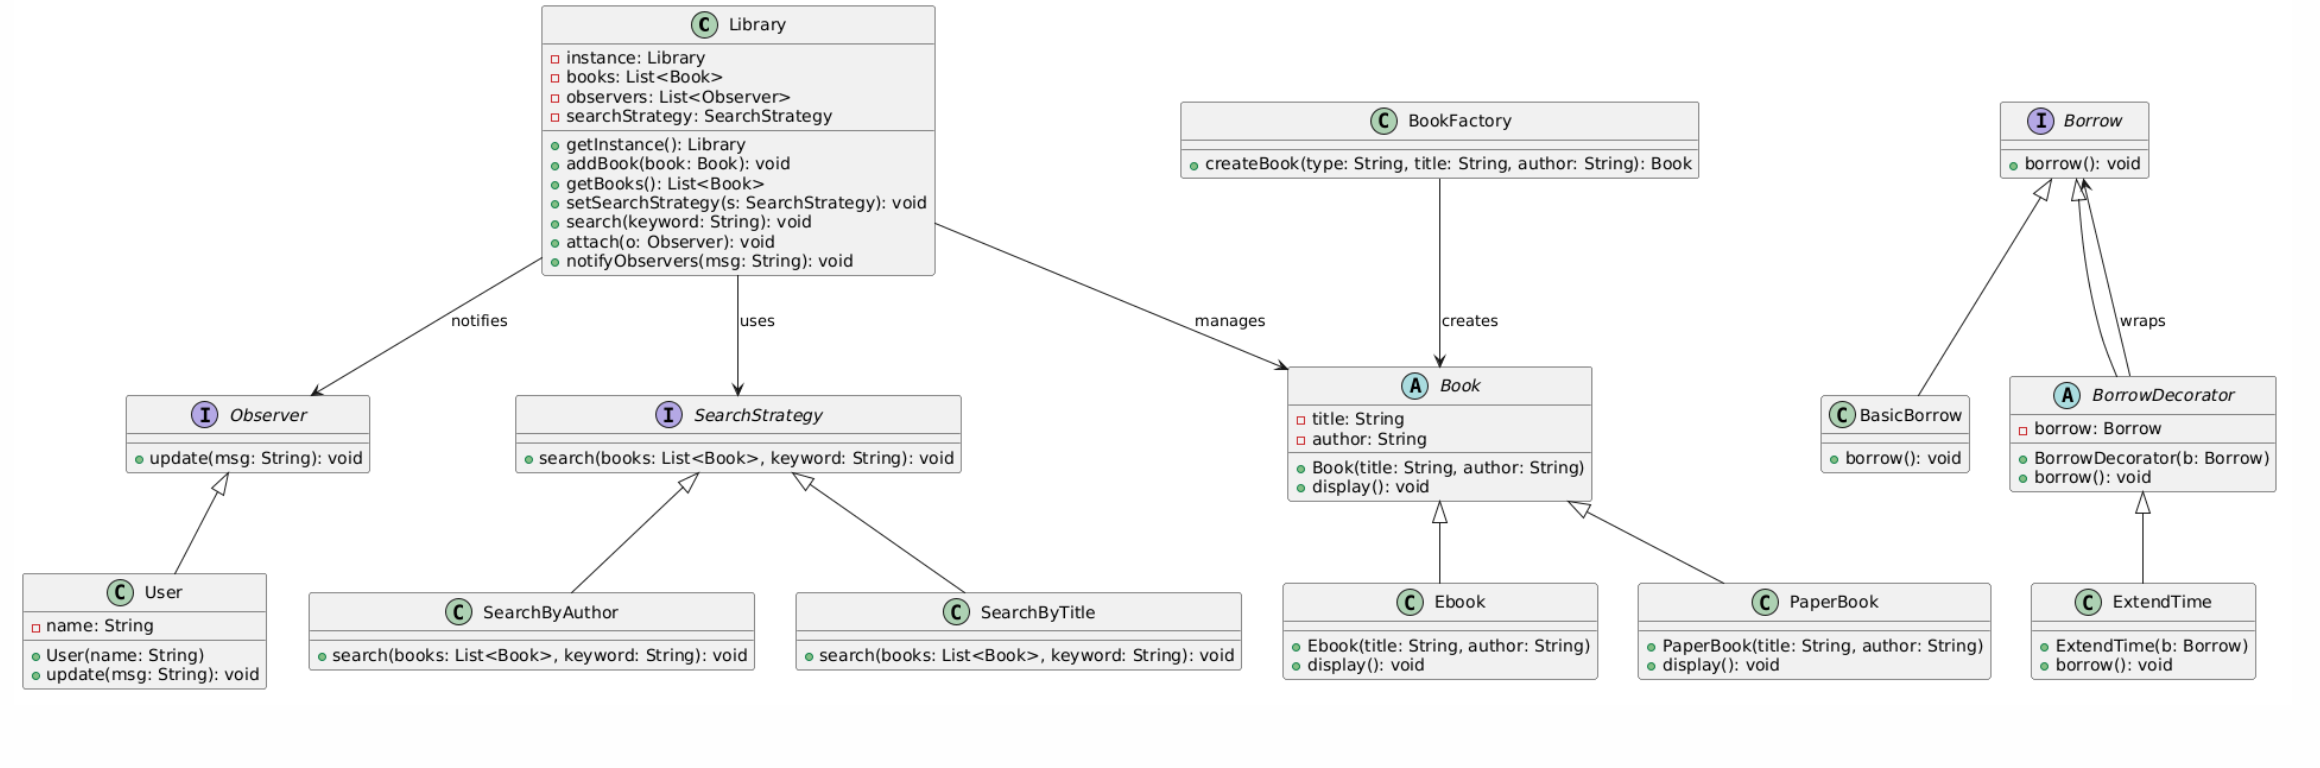 C Library
instance: Library
books: List<Book>
observers: List<Observer>
searchStrategy: SearchStrategy
getInstance(): Library
addBook(book: Book): void
getBooks(): List<Book>
setSearchStrategy(s: SearchStrategy): void
search(keyword: String): void
attach(o: Observer): void
notifyObservers(msg: String): void
C BookFactory
createBook(type: String, title: String, author: String): Book
I Borrow
borrow(): void
notifies
uses
manages
creates
wraps
I Observer
update(msg: String): void
I SearchStrategy
search(books: List<Book>, keyword: String): void
A Book
title: String
author: String
Book(title: String, author: String)
display(): void
C BasicBorrow
borrow(): void
A BorrowDecorator
borrow: Borrow
BorrowDecorator(b: Borrow)
borrow(): void
C User
name: String
User(name: String)
update(msg: String): void
C SearchByAuthor
search(books: List<Book>, keyword: String): void
C SearchByTitle
search(books: List<Book>, keyword: String): void
C Ebook
Ebook(title: String, author: String)
display(): void
C PaperBook
PaperBook(title: String, author: String)
display(): void
C ExtendTime
ExtendTime(b: Borrow)
borrow(): void